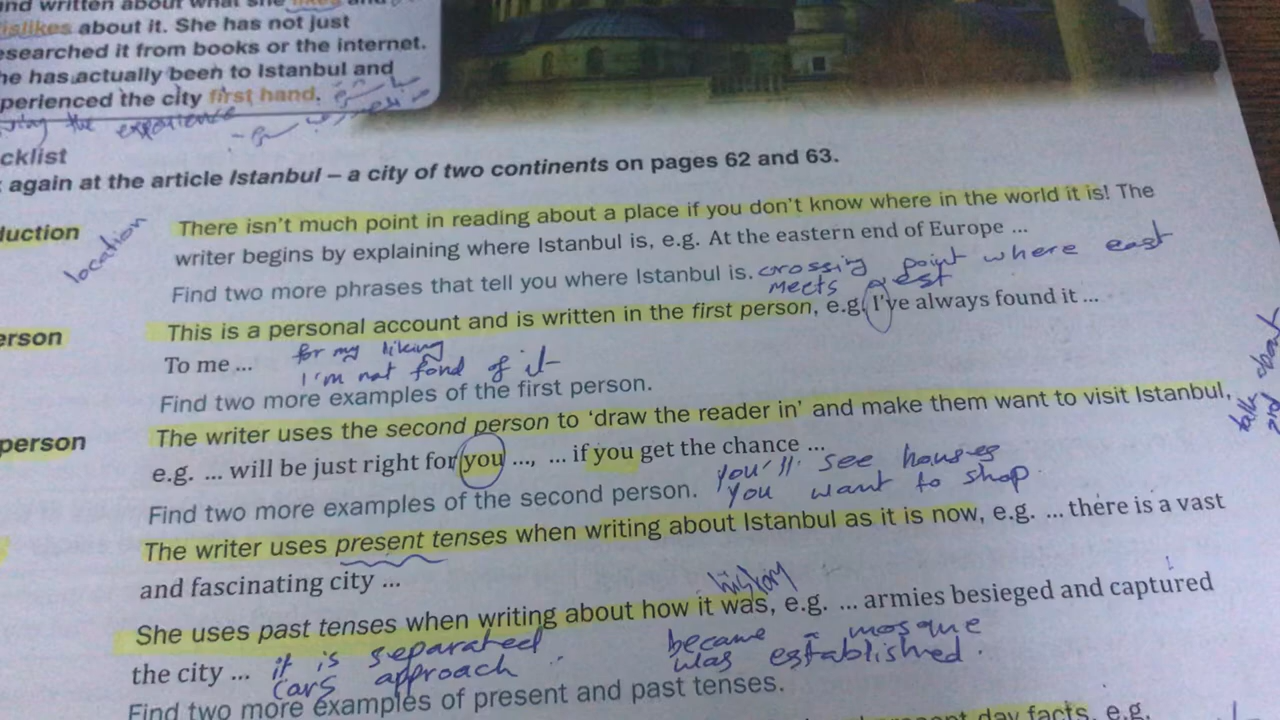 and written about what she likes and
islikes about it. She has not just
esearched it from books or the internet.
he has actually been to Istanbul and
perienced the city first hand.
the experience
cklist
again at the article Istanbul – a city of two continents on pages 62 and 63.
duction
location
There isn't much point in reading about a place if you don't know where in the world it is! The
writer begins by explaining where Istanbul is, e.g. At the eastern end of Europe ...
Find two more phrases that tell you where Istanbul is. crossing point where east
meets west
erson
This is a personal account and is written in the first person, e.g. I've always found it ...
To me ... for my liking
I'm not fond of it
Find two more examples of the first person.
person
The writer uses the second person to 'draw the reader in' and make them want to visit Istanbul,
e.g. ... will be just right for you ..., ... if you get the chance ...
Find two more examples of the second person. you'll see houses
you want to shop
The writer uses present tenses when writing about Istanbul as it is now, e.g. ... there is a vast
and fascinating city ...
history
She uses past tenses when writing about how it was, e.g. ... armies besieged and captured
the city ... it is separated became a mosque
cars approach was established.
Find two more examples of present and past tenses.
day facts, e.g.
talk about